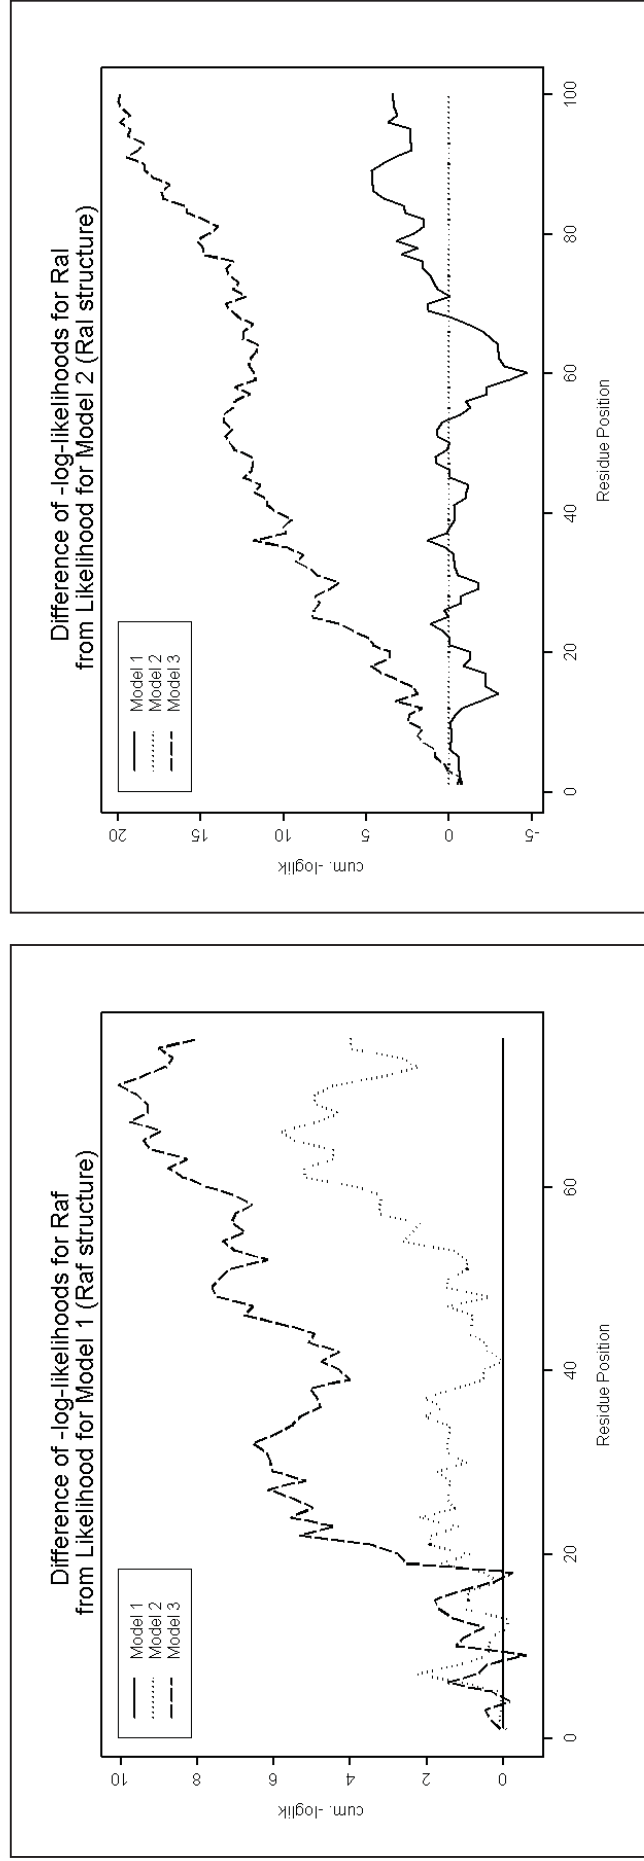 Difference of -log-likelihoods for Raf
from Likelihood for Model 1 (Raf structure)
Model 1
Model 2
Model 3
cum. -loglik
10
8
6
4
2
0
0
20
40
60
Residue Position
Difference of -log-likelihoods for Ral
from Likelihood for Model 2 (Ral structure)
Model 1
Model 2
Model 3
cum. -loglik
20
15
10
5
0
-5
0
20
40
60
80
100
Residue Position